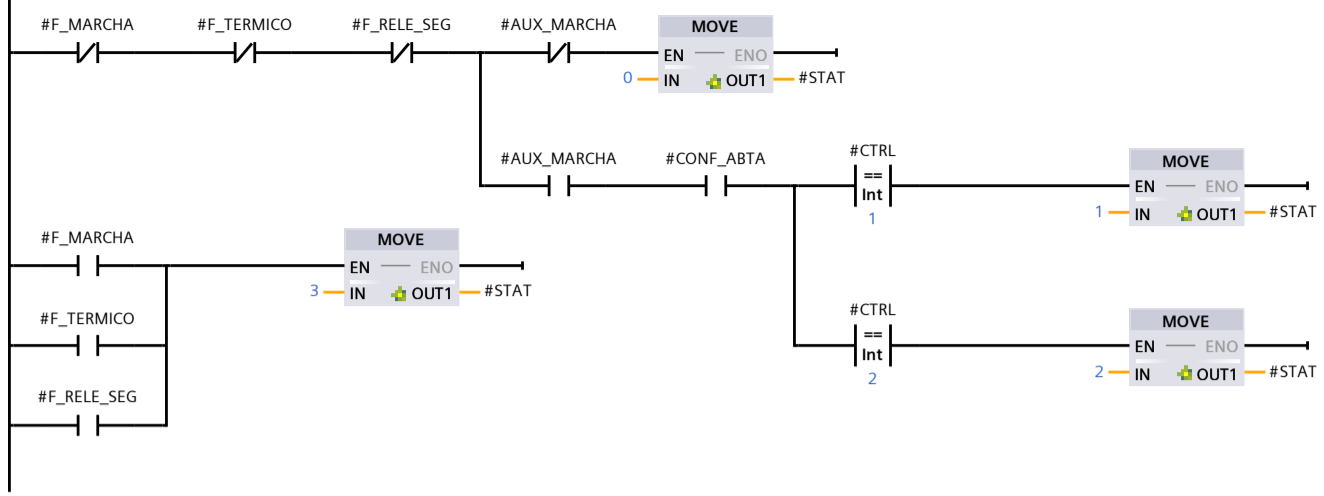 #F_MARCHA #F_TERMICO #F_RELE_SEG #AUX_MARCHA MOVE
EN ENO
0 IN OUT1 #STAT
#AUX_MARCHA #CONF_ABTA #CTRL MOVE
== Int EN ENO
1 1 IN OUT1 #STAT
#F_MARCHA MOVE
EN ENO
3 IN OUT1 #STAT
#F_TERMICO #CTRL MOVE
== Int EN ENO
2 2 IN OUT1 #STAT
#F_RELE_SEG